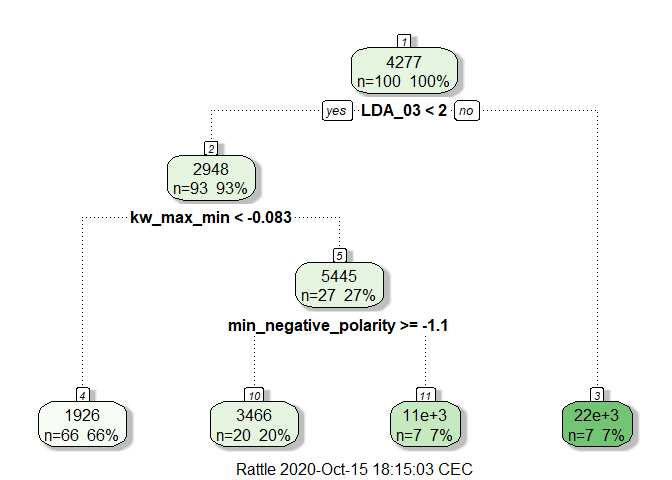 1
4277
n=100 100%
yes LDA_03 < 2 no
2
2948
n=93 93%
kw_max_min < -0.083
5
5445
n=27 27%
min_negative_polarity >= -1.1
4
1926
n=66 66%
10
3466
n=20 20%
11
11e+3
n=7 7%
3
22e+3
n=7 7%
Rattle 2020-Oct-15 18:15:03 CEC